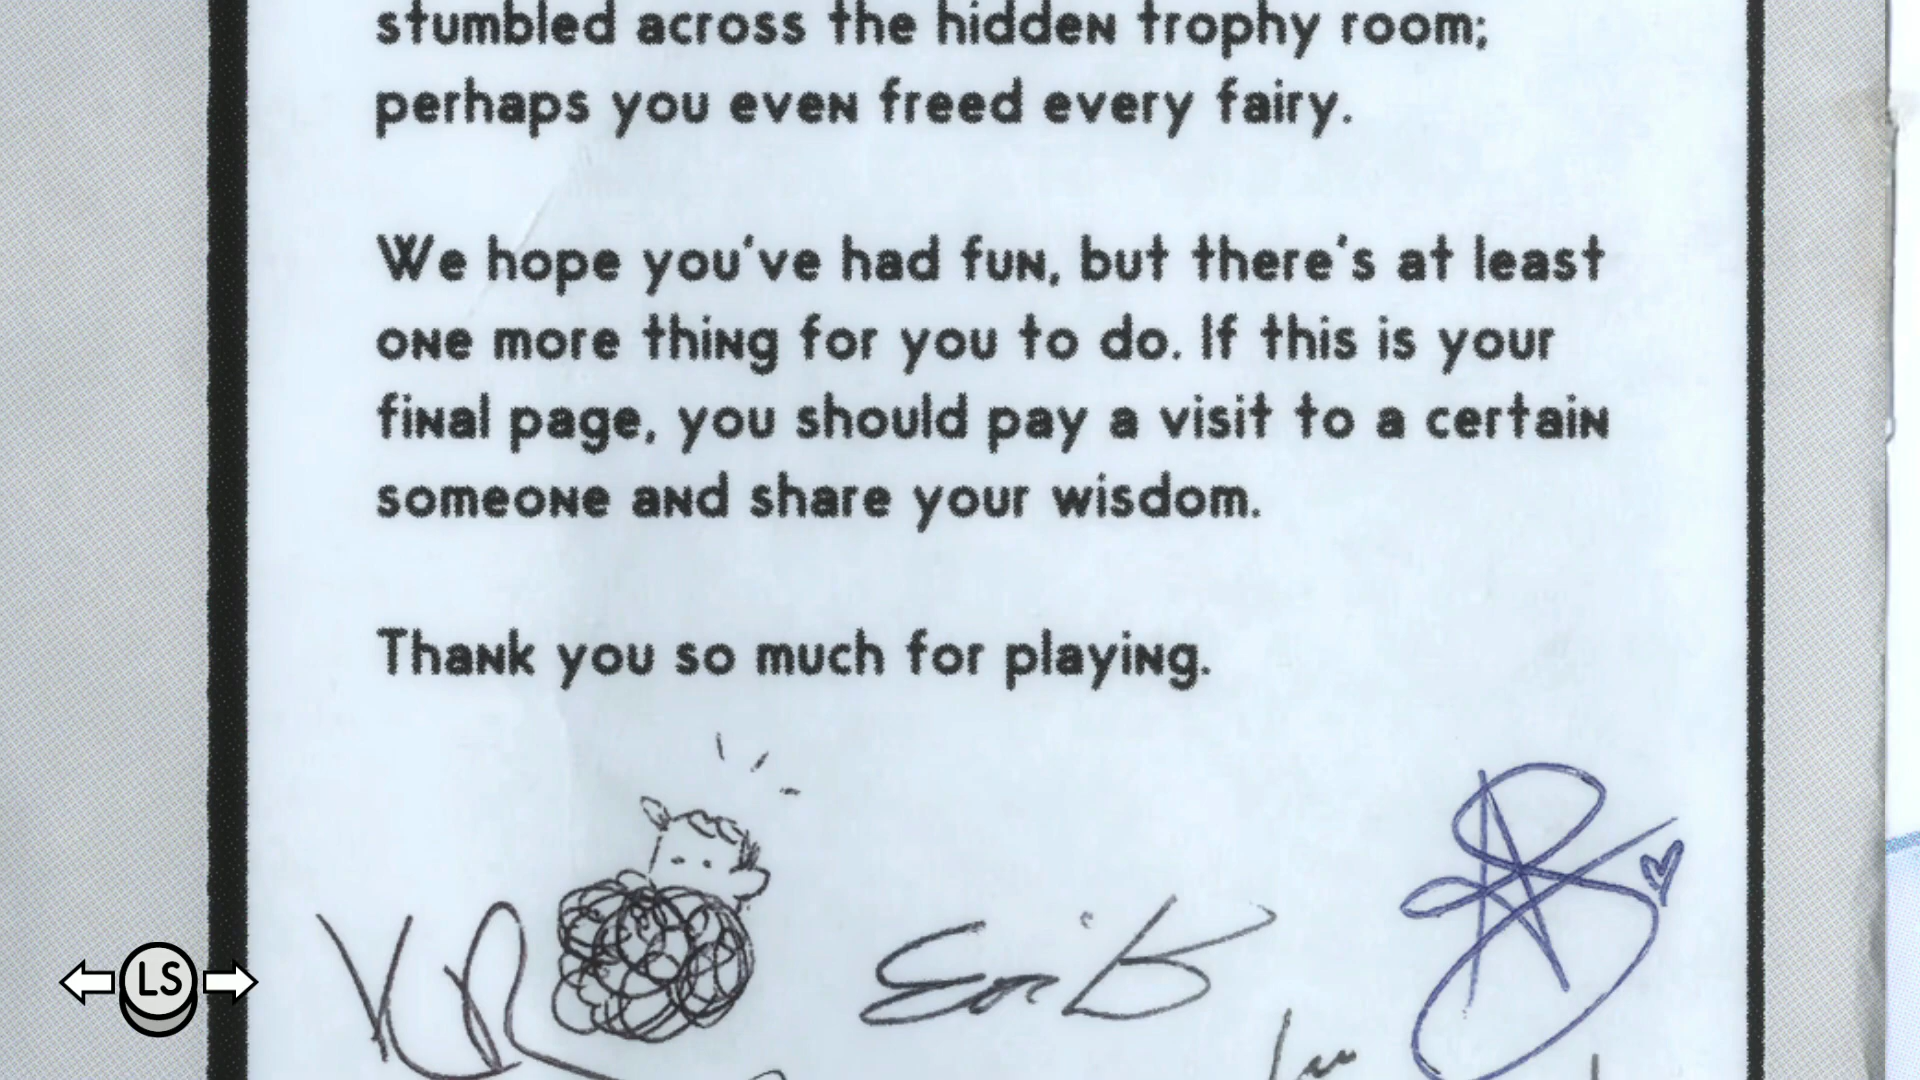 stumbled across the hidden trophy room;
perhaps you even freed every fairy.
We hope you've had fun, but there's at least
one more thing for you to do. If this is your
final page, you should pay a visit to a certain
someone and share your wisdom.
Thank you so much for playing.
LS